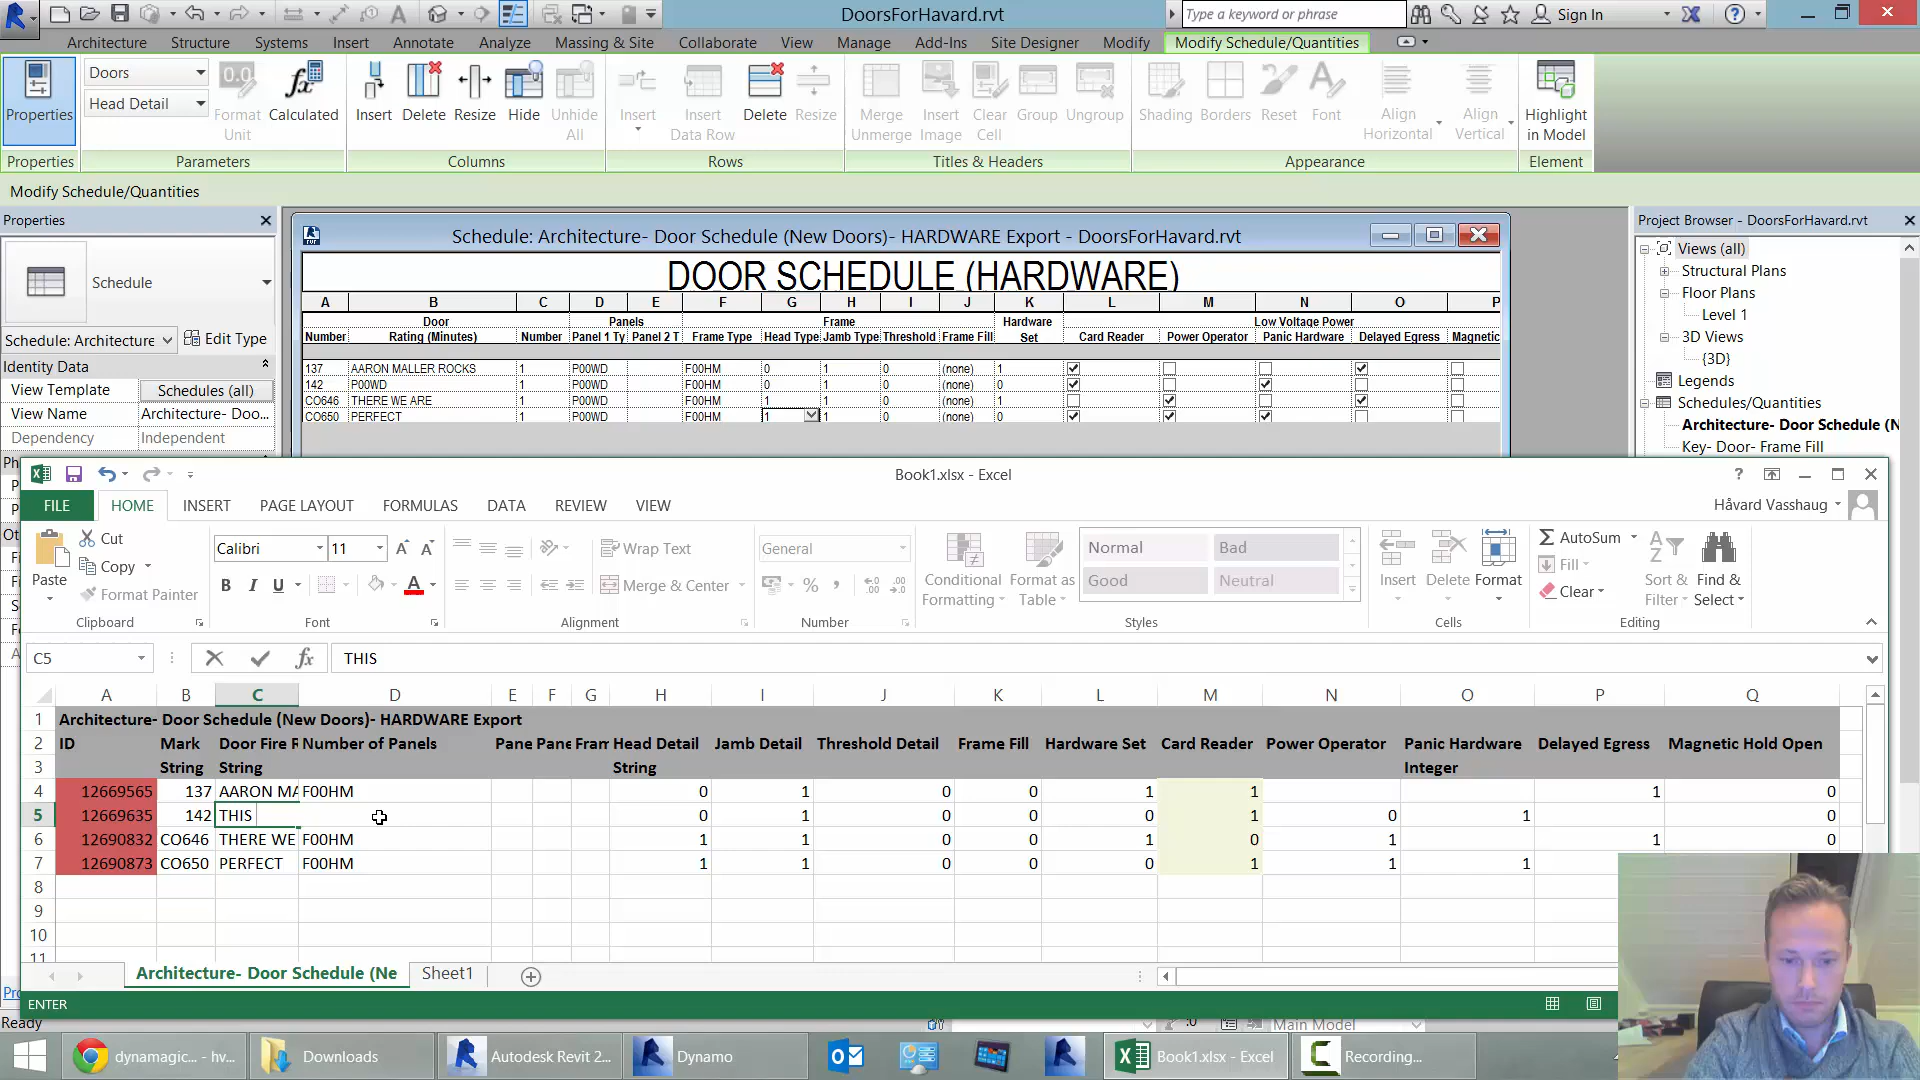 DoorsForHavard.rvt
Type a keyword or phrase
Sign In
Architecture Structure Systems Insert Annotate Analyze Massing & Site Collaborate View Manage Add-Ins Site Designer Modify Modify Schedule/Quantities
Doors
Head Detail
Properties
Format
Unit
Calculated
Insert Delete Resize Hide
Unhide
All
Insert
Insert
Data Row
Delete Resize
Merge
Unmerge
Insert
Image
Clear
Cell
Group Ungroup
Shading Borders Reset Font
Align
Horizontal
Align
Vertical
Highlight
in Model
Properties Parameters Columns Rows Titles & Headers Appearance Element
Modify Schedule/Quantities
Properties
Schedule
Schedule: Architecture
Edit Type
Identity Data
View Template Schedules (all)
View Name Architecture- Doo...
Dependency Independent
Schedule: Architecture- Door Schedule (New Doors)- HARDWARE Export - DoorsForHavard.rvt
DOOR SCHEDULE (HARDWARE)
A B C D E F G H I J K L M N O P
Door Panels Frame Hardware Low Voltage Power
Number Rating (Minutes) Number Panel 1 Ty Panel 2 T Frame Type Head Type Jamb Type Threshold Frame Fill Set Card Reader Power Operator Panic Hardware Delayed Egress Magnetic
137 AARON MALLER ROCKS 1 P00WD F00HM 0 1 0 (none) 1
142 P00WD 1 P00WD F00HM 0 1 0 (none) 0
CO646 THERE WE ARE 1 P00WD F00HM 1 1 0 (none) 1
CO650 PERFECT 1 P00WD F00HM 1 1 0 (none) 0
Project Browser - DoorsForHavard.rvt
Views (all)
Structural Plans
Floor Plans
Level 1
3D Views
{3D}
Legends
Schedules/Quantities
Architecture- Door Schedule (N
Key- Door- Frame Fill
Book1.xlsx - Excel
FILE HOME INSERT PAGE LAYOUT FORMULAS DATA REVIEW VIEW
Håvard Vasshaug
Paste
Cut
Copy
Format Painter
Calibri 11
B I U
Wrap Text
Merge & Center
General
Conditional
Formatting
Format as
Table
Normal Bad
Good Neutral
Insert Delete Format
AutoSum
Fill
Clear
Sort &
Filter
Find &
Select
Clipboard Font Alignment Number Styles Cells Editing
C5 fx THIS
A B C D E F G H I J K L M N O P Q
1 Architecture- Door Schedule (New Doors)- HARDWARE Export
2 ID Mark Door Fire R Number of Panels Pane Pane Fram Head Detail Jamb Detail Threshold Detail Frame Fill Hardware Set Card Reader Power Operator Panic Hardware Delayed Egress Magnetic Hold Open
3 String String String Integer
4 12669565 137 AARON MA F00HM 0 1 0 0 1 1 1 0
5 12669635 142 THIS 0 1 0 0 0 1 0 1 0
6 12690832 CO646 THERE WE F00HM 1 1 0 0 1 0 1 1 0
7 12690873 CO650 PERFECT F00HM 1 1 0 0 0 1 1 1
8
9
10
11
Architecture- Door Schedule (Ne Sheet1
ENTER
Ready
:0
Main Model
dynamagic... - hv... Downloads Autodesk Revit 2... Dynamo Book1.xlsx - Excel Recording...